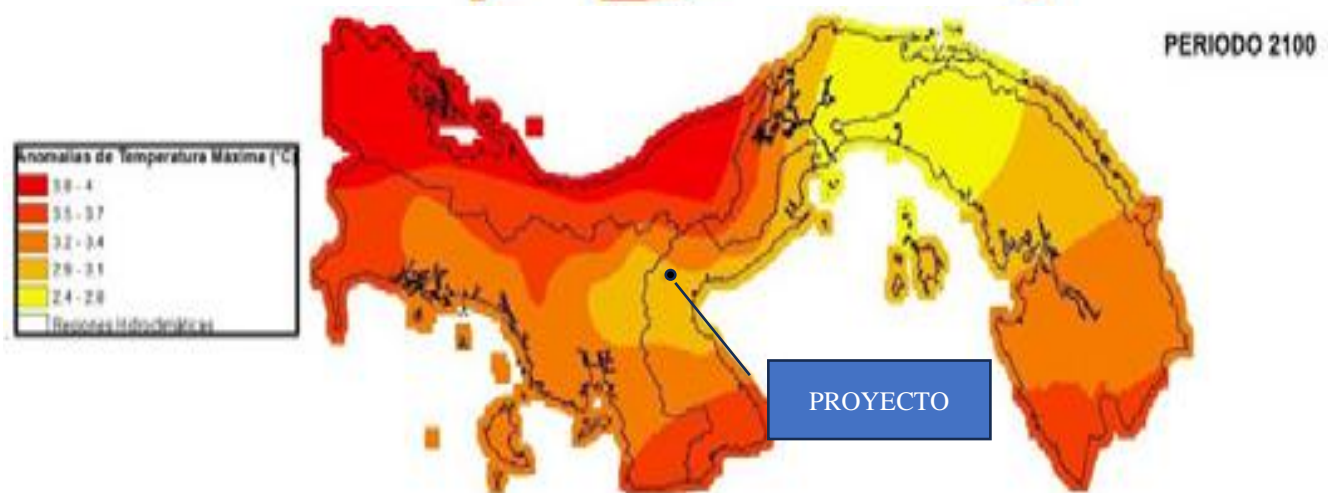 PERIODO 2100
Anomalias de Temperatura Máxima (°C)
3.8 - 4
3.5 - 3.7
3.2 - 3.4
2.9 - 3.1
2.4 - 2.8
Regiones Hidroclimáticas
PROYECTO